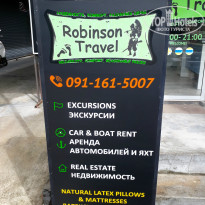 Robinson
Travel
091-161-5007
EXCURSIONS
ЭКСКУРСИИ
CAR & BOAT RENT
АРЕНДА
АВТОМОБИЛЕЙ И ЯХТ
REAL ESTATE
НЕДВИЖИМОСТЬ
NATURAL LATEX PILLOWS
& MATTRESSES